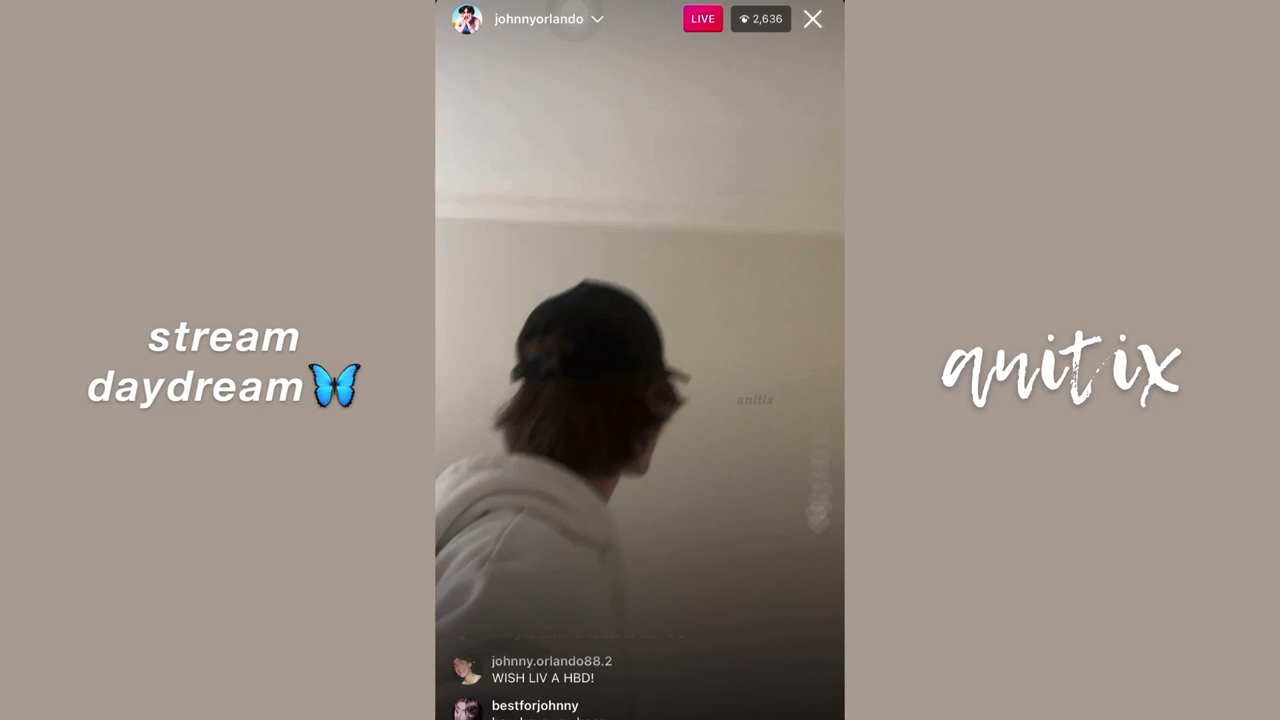 johnnyorlando
LIVE
2,636
stream
daydream
anitix
anitix
johnny.orlando88.2
WISH LIV A HBD!
bestforjohnny